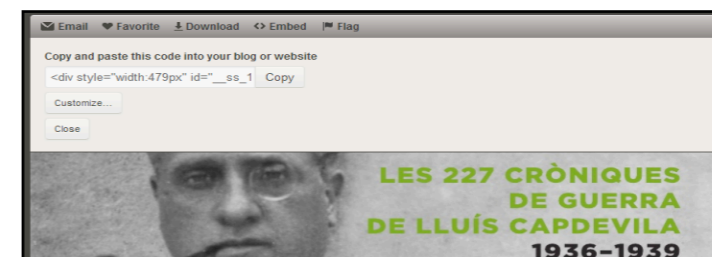 Email Favorite Download <> Embed Flag
Copy and paste this code into your blog or website
<div style="width:479px" id="__ss_1 Copy
Customize...
Close
LES 227 CRÒNIQUES
DE GUERRA
DE LLUÍS CAPDEVILA
1936-1939